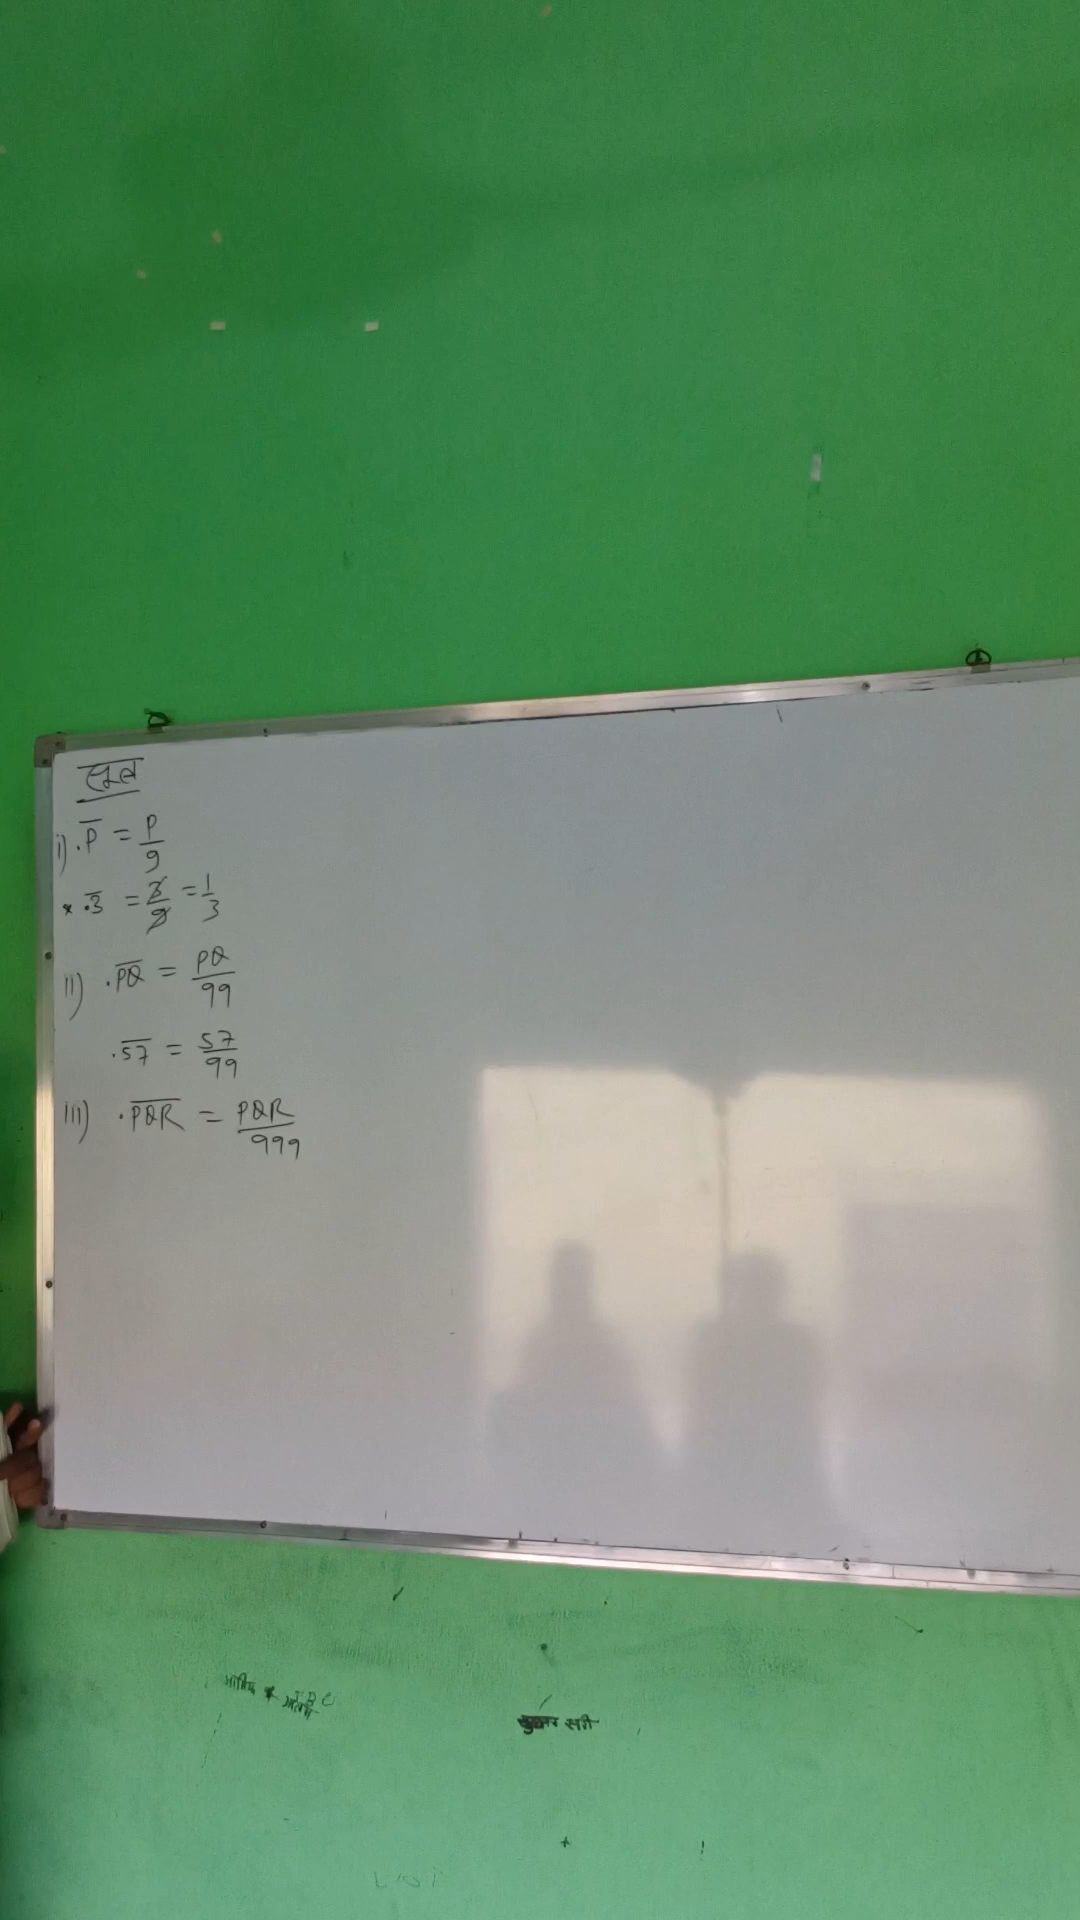 सूत्र
i) .P̅ = P/9
* .3̅ = 3/9 = 1/3
ii) .P̅Q̅ = PQ/99
.5̅7̅ = 57/99
iii) .P̅Q̅R̅ = PQR/999